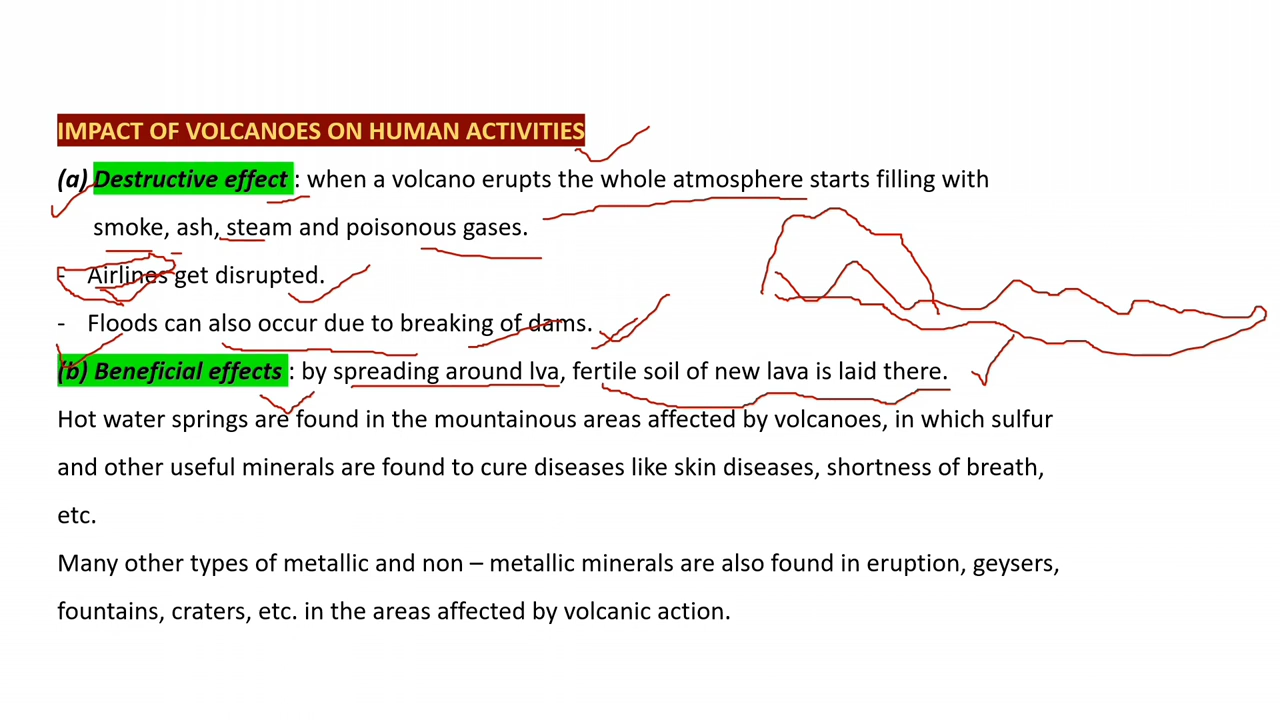 IMPACT OF VOLCANOES ON HUMAN ACTIVITIES
(a) Destructive effect : when a volcano erupts the whole atmosphere starts filling with
smoke, ash, steam and poisonous gases.
- Airlines get disrupted.
- Floods can also occur due to breaking of dams.
(b) Beneficial effects : by spreading around lva, fertile soil of new lava is laid there.
Hot water springs are found in the mountainous areas affected by volcanoes, in which sulfur
and other useful minerals are found to cure diseases like skin diseases, shortness of breath,
etc.
Many other types of metallic and non – metallic minerals are also found in eruption, geysers,
fountains, craters, etc. in the areas affected by volcanic action.